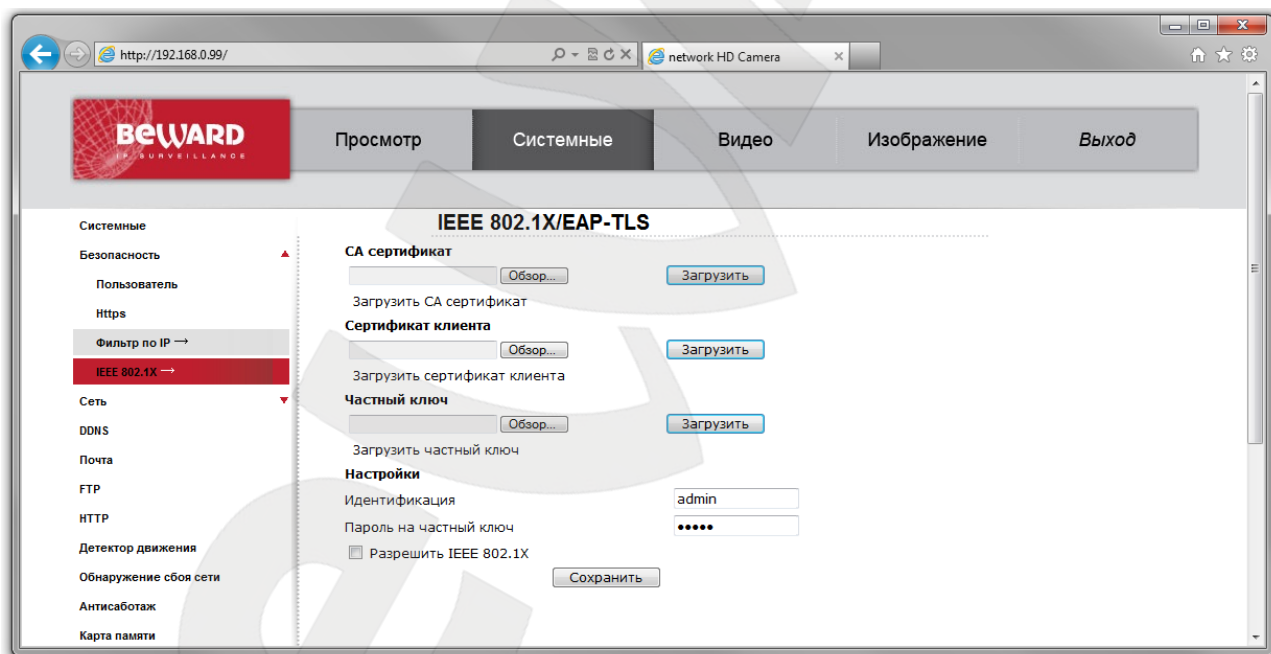 http://192.168.0.99/
network HD Camera
BEWARD
IP SURVEILLANCE
Просмотр
Системные
Видео
Изображение
Выход
Системные
Безопасность
Пользователь
Https
Фильтр по IP →
IEEE 802.1X →
Сеть
DDNS
Почта
FTP
HTTP
Детектор движения
Обнаружение сбоя сети
Антисаботаж
Карта памяти
IEEE 802.1X/EAP-TLS
CA сертификат
Обзор... Загрузить
Загрузить CA сертификат
Сертификат клиента
Обзор... Загрузить
Загрузить сертификат клиента
Частный ключ
Обзор... Загрузить
Загрузить частный ключ
Настройки
Идентификация admin
Пароль на частный ключ •••••
Разрешить IEEE 802.1X
Сохранить